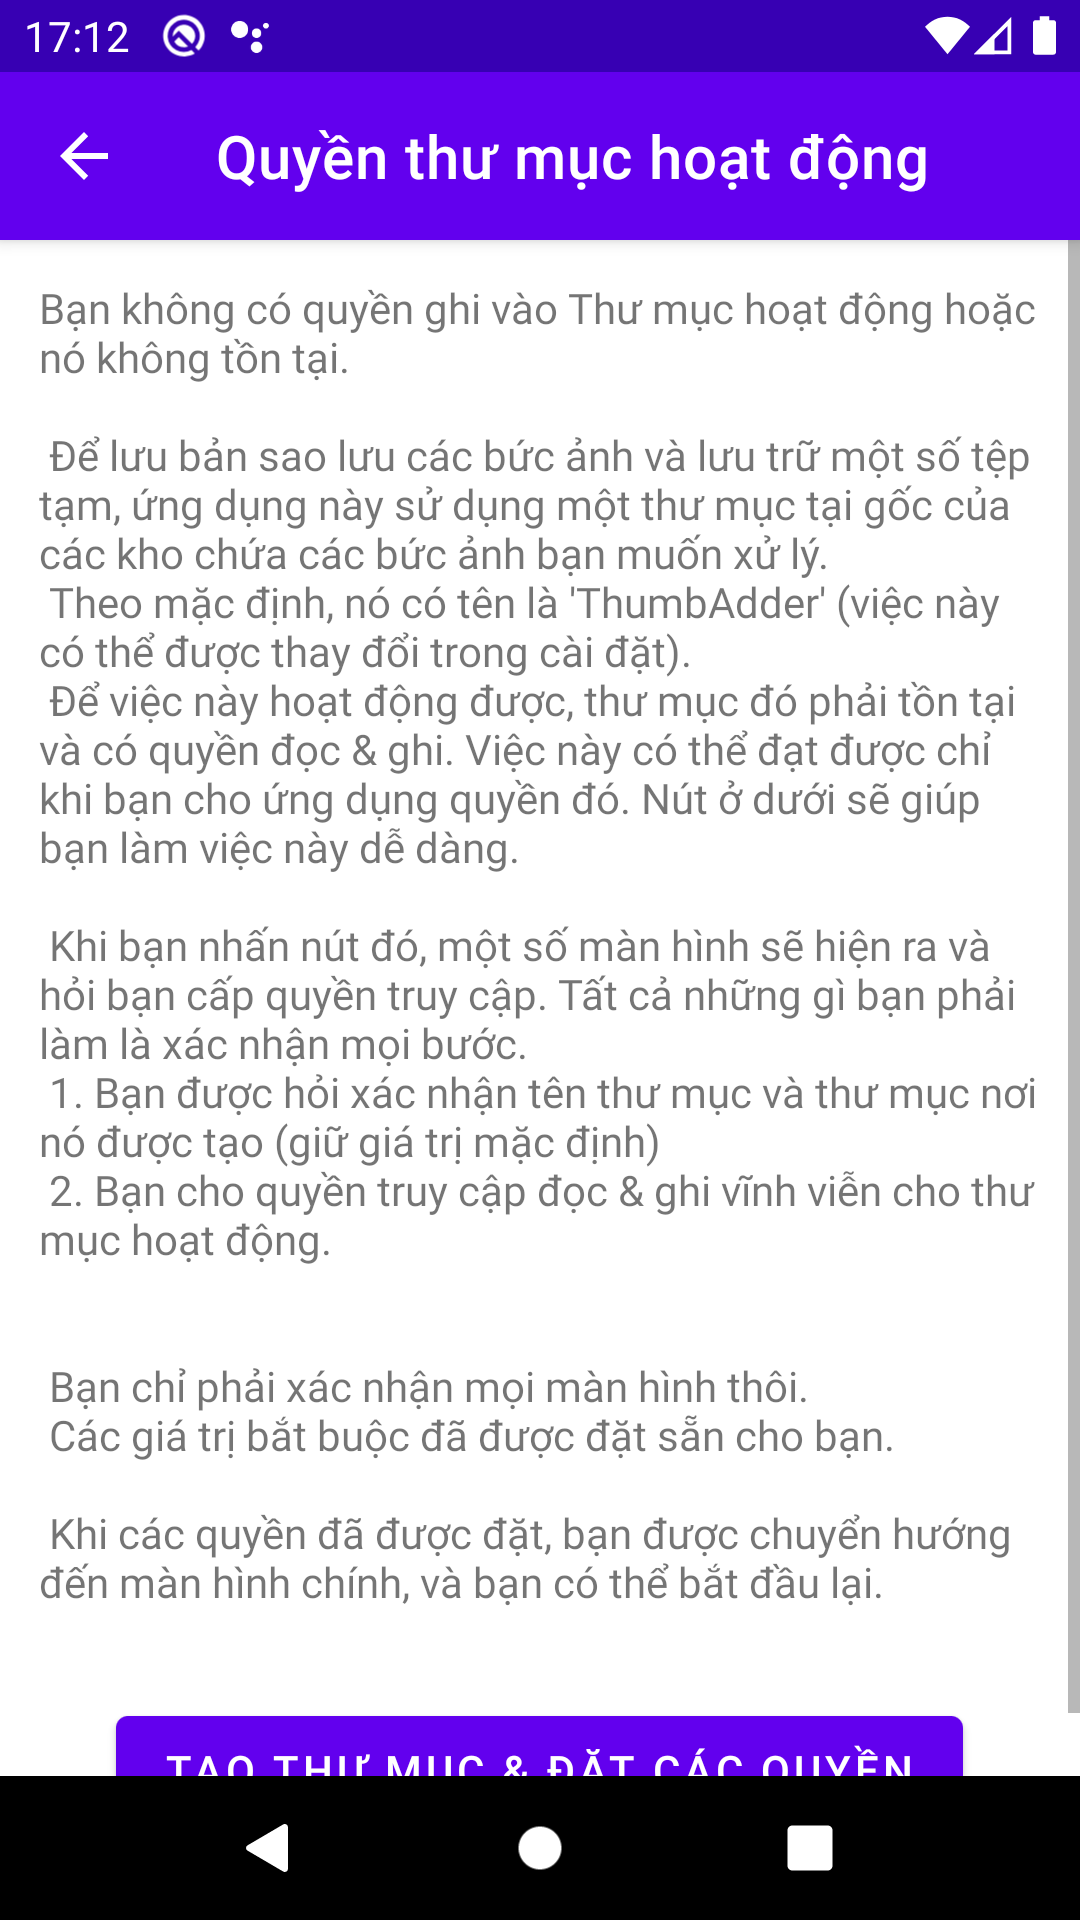 17:12
Quyền thư mục hoạt động
Bạn không có quyền ghi vào Thư mục hoạt động hoặc
nó không tồn tại.
Để lưu bản sao lưu các bức ảnh và lưu trữ một số tệp
tạm, ứng dụng này sử dụng một thư mục tại gốc của
các kho chứa các bức ảnh bạn muốn xử lý.
Theo mặc định, nó có tên là 'ThumbAdder' (việc này
có thể được thay đổi trong cài đặt).
Để việc này hoạt động được, thư mục đó phải tồn tại
và có quyền đọc & ghi. Việc này có thể đạt được chỉ
khi bạn cho ứng dụng quyền đó. Nút ở dưới sẽ giúp
bạn làm việc này dễ dàng.
Khi bạn nhấn nút đó, một số màn hình sẽ hiện ra và
hỏi bạn cấp quyền truy cập. Tất cả những gì bạn phải
làm là xác nhận mọi bước.
1. Bạn được hỏi xác nhận tên thư mục và thư mục nơi
nó được tạo (giữ giá trị mặc định)
2. Bạn cho quyền truy cập đọc & ghi vĩnh viễn cho thư
mục hoạt động.
Bạn chỉ phải xác nhận mọi màn hình thôi.
Các giá trị bắt buộc đã được đặt sẵn cho bạn.
Khi các quyền đã được đặt, bạn được chuyển hướng
đến màn hình chính, và bạn có thể bắt đầu lại.
TẠO THƯ MỤC & ĐẶT CÁC QUYỀN